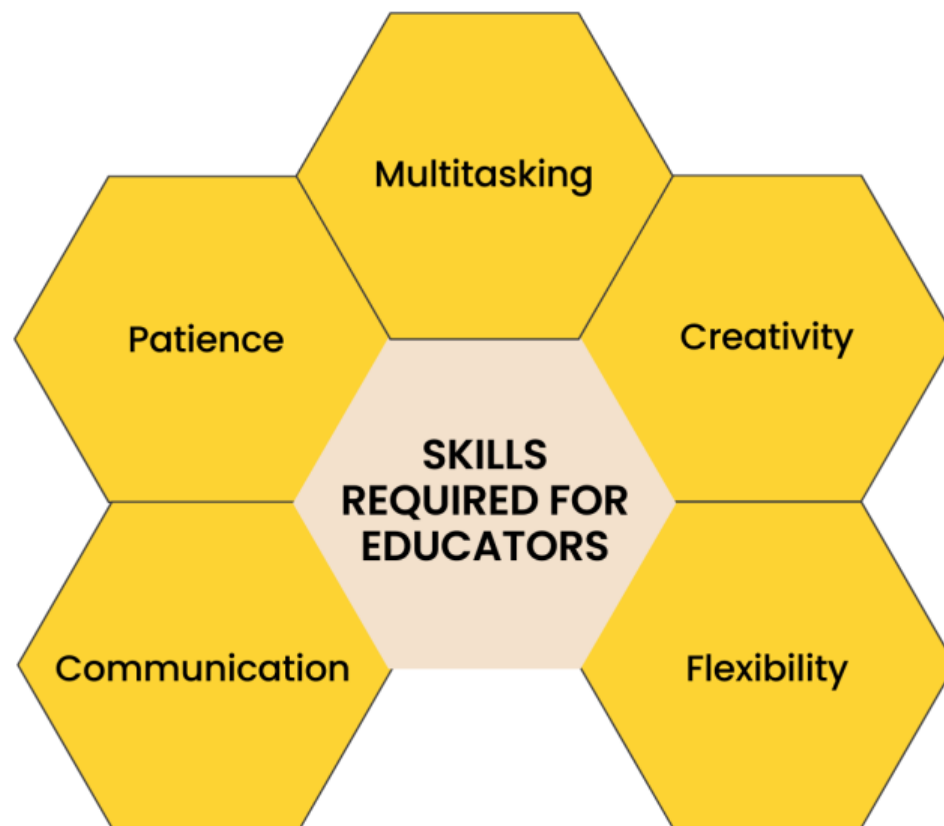 Multitasking
Patience
Creativity
SKILLS
REQUIRED FOR
EDUCATORS
Communication
Flexibility